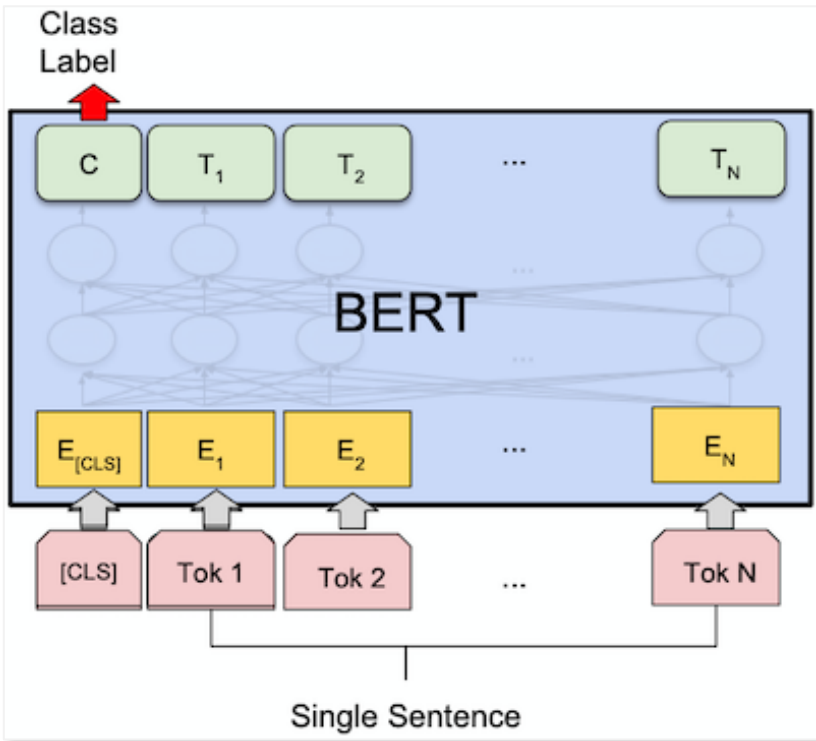 Class
Label
C T1 T2 ... TN
...
BERT
...
E[CLS] E1 E2 ... EN
[CLS] Tok 1 Tok 2 ... Tok N
Single Sentence